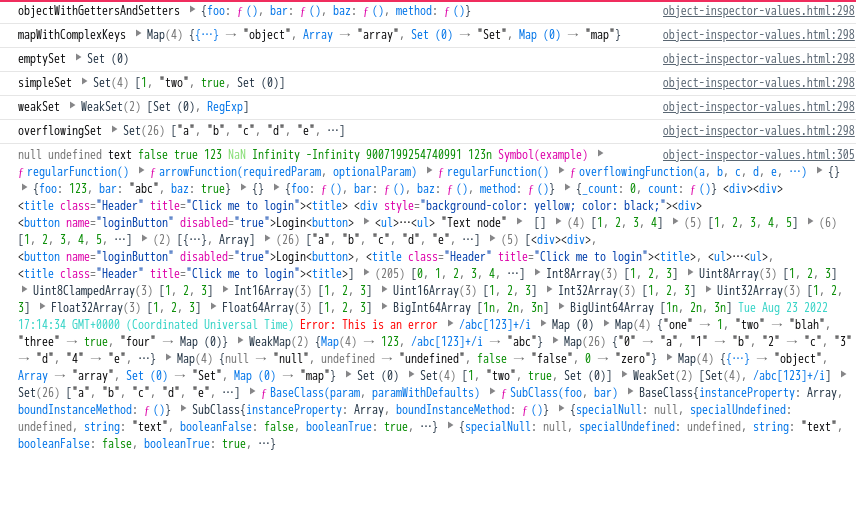 objectWithGettersAndSetters ▶ {foo: ƒ (), bar: ƒ (), baz: ƒ (), method: ƒ ()} object-inspector-values.html:298
mapWithComplexKeys ▶ Map(4) {{⋯} → "object", Array → "array", Set (0) → "Set", Map (0) → "map"} object-inspector-values.html:298
emptySet ▶ Set (0) object-inspector-values.html:298
simpleSet ▶ Set(4) [1, "two", true, Set (0)] object-inspector-values.html:298
weakSet ▶ WeakSet(2) [Set (0), RegExp] object-inspector-values.html:298
overflowingSet ▶ Set(26) ["a", "b", "c", "d", "e", ⋯] object-inspector-values.html:298
null undefined text false true 123 NaN Infinity -Infinity 9007199254740991 123n Symbol(example) ▶ object-inspector-values.html:305
ƒ regularFunction() ▶ ƒ arrowFunction(requiredParam, optionalParam) ▶ ƒ regularFunction() ▶ ƒ overflowingFunction(a, b, c, d, e, ⋯) ▶ {}
▶ {foo: 123, bar: "abc", baz: true} ▶ {} ▶ {foo: ƒ (), bar: ƒ (), baz: ƒ (), method: ƒ ()} ▶ {_count: 0, count: ƒ ()} <div><div>
<title class="Header" title="Click me to login"><title> <div style="background-color: yellow; color: black;"><div>
<button name="loginButton" disabled="true">Login<button> ▶ <ul>⋯<ul> "Text node" ▶ [] ▶ (4) [1, 2, 3, 4] ▶ (5) [1, 2, 3, 4, 5] ▶ (6)
[1, 2, 3, 4, 5, ⋯] ▶ (2) [{⋯}, Array] ▶ (26) ["a", "b", "c", "d", "e", ⋯] ▶ (5) [<div><div>,
<button name="loginButton" disabled="true">Login<button>, <title class="Header" title="Click me to login"><title>, <ul>⋯<ul>,
<title class="Header" title="Click me to login"><title>] ▶ (205) [0, 1, 2, 3, 4, ⋯] ▶ Int8Array(3) [1, 2, 3] ▶ Uint8Array(3) [1, 2, 3]
▶ Uint8ClampedArray(3) [1, 2, 3] ▶ Int16Array(3) [1, 2, 3] ▶ Uint16Array(3) [1, 2, 3] ▶ Int32Array(3) [1, 2, 3] ▶ Uint32Array(3) [1, 2,
3] ▶ Float32Array(3) [1, 2, 3] ▶ Float64Array(3) [1, 2, 3] ▶ BigInt64Array [1n, 2n, 3n] ▶ BigUint64Array [1n, 2n, 3n] Tue Aug 23 2022
17:14:34 GMT+0000 (Coordinated Universal Time) Error: This is an error ▶ /abc[123]+/i ▶ Map (0) ▶ Map(4) {"one" → 1, "two" → "blah",
"three" → true, "four" → Map (0)} ▶ WeakMap(2) {Map(4) → 123, /abc[123]+/i → "abc"} ▶ Map(26) {"0" → "a", "1" → "b", "2" → "c", "3"
→ "d", "4" → "e", ⋯} ▶ Map(4) {null → "null", undefined → "undefined", false → "false", 0 → "zero"} ▶ Map(4) {{⋯} → "object",
Array → "array", Set (0) → "Set", Map (0) → "map"} ▶ Set (0) ▶ Set(4) [1, "two", true, Set (0)] ▶ WeakSet(2) [Set(4), /abc[123]+/i] ▶
Set(26) ["a", "b", "c", "d", "e", ⋯] ▶ ƒ BaseClass(param, paramWithDefaults) ▶ ƒ SubClass(foo, bar) ▶ BaseClass{instanceProperty: Array,
boundInstanceMethod: ƒ ()} ▶ SubClass{instanceProperty: Array, boundInstanceMethod: ƒ ()} ▶ {specialNull: null, specialUndefined:
undefined, string: "text", booleanFalse: false, booleanTrue: true, ⋯} ▶ {specialNull: null, specialUndefined: undefined, string: "text",
booleanFalse: false, booleanTrue: true, ⋯}